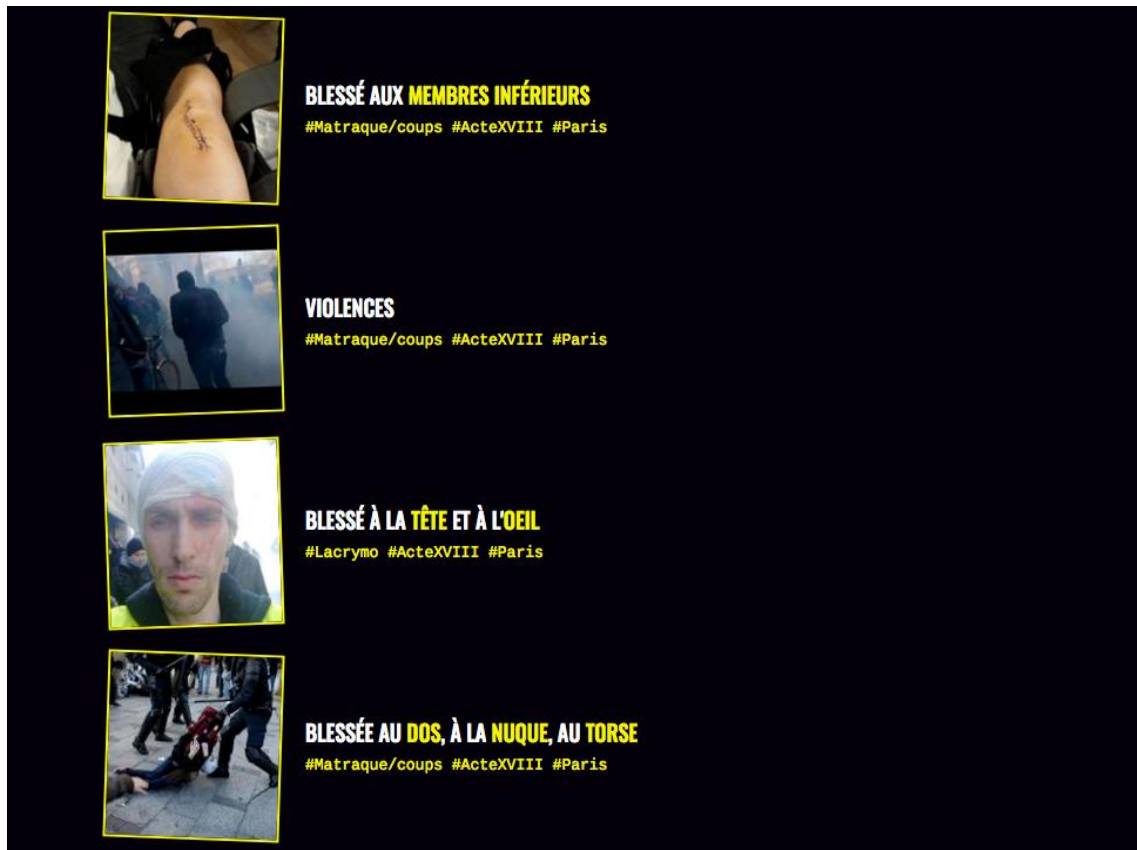 BLESSÉ AUX MEMBRES INFÉRIEURS
#Matraque/coups #ActeXVIII #Paris
VIOLENCES
#Matraque/coups #ActeXVIII #Paris
BLESSÉ À LA TÊTE ET À L'OEIL
#Lacrymo #ActeXVIII #Paris
BLESSÉE AU DOS, À LA NUQUE, AU TORSE
#Matraque/coups #ActeXVIII #Paris